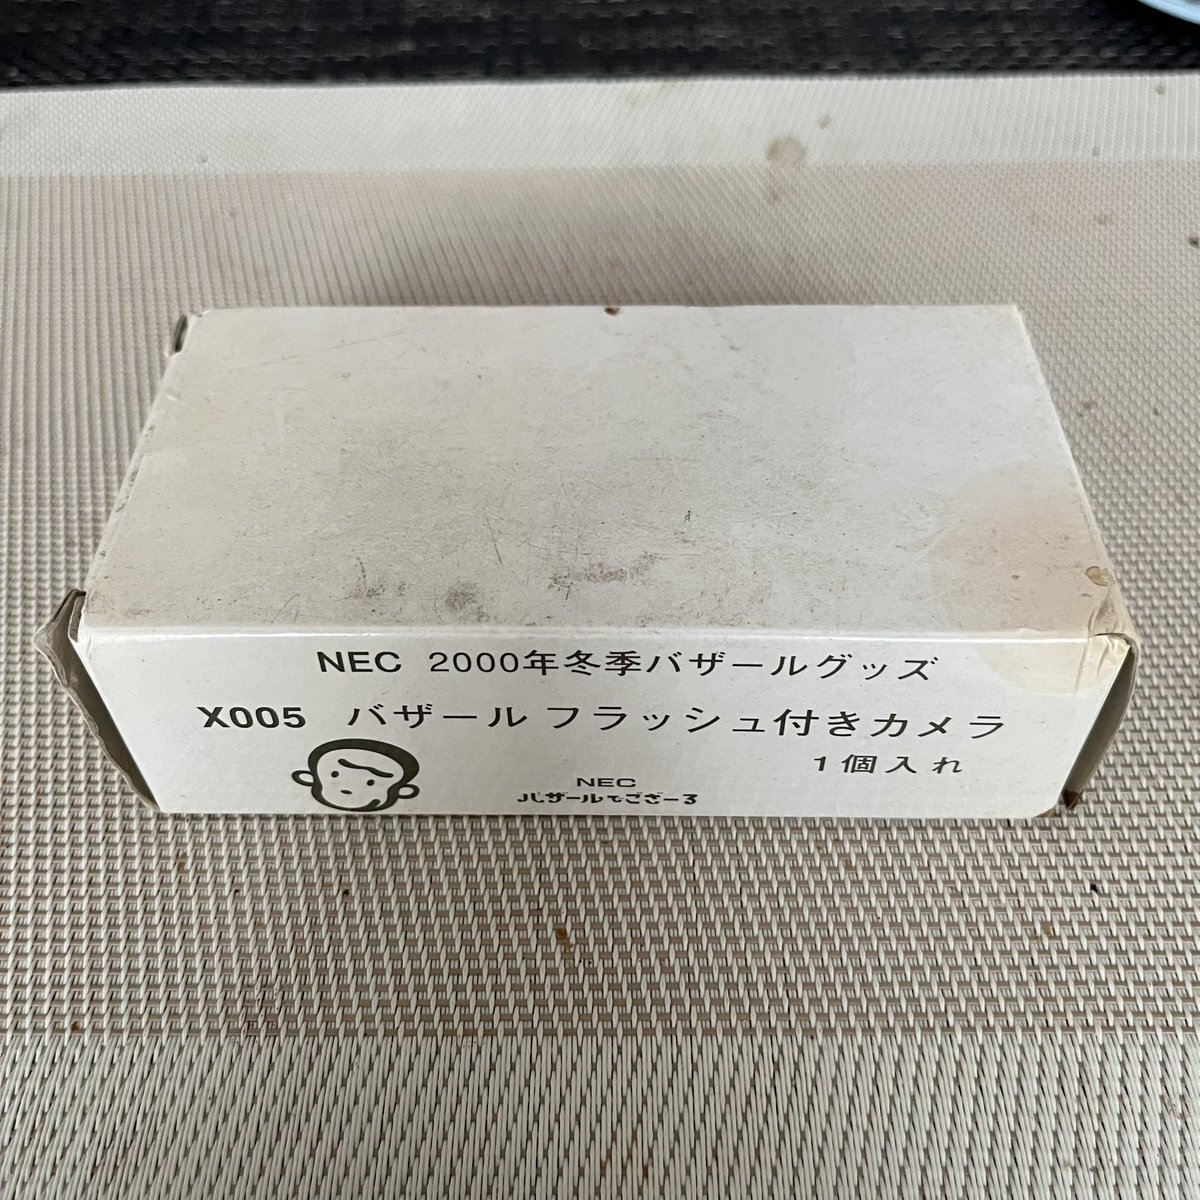 NEC 2000年冬季バザールグッズ
X005 バザール フラッシュ付きカメラ
1個入れ
NEC
バザールでござーる